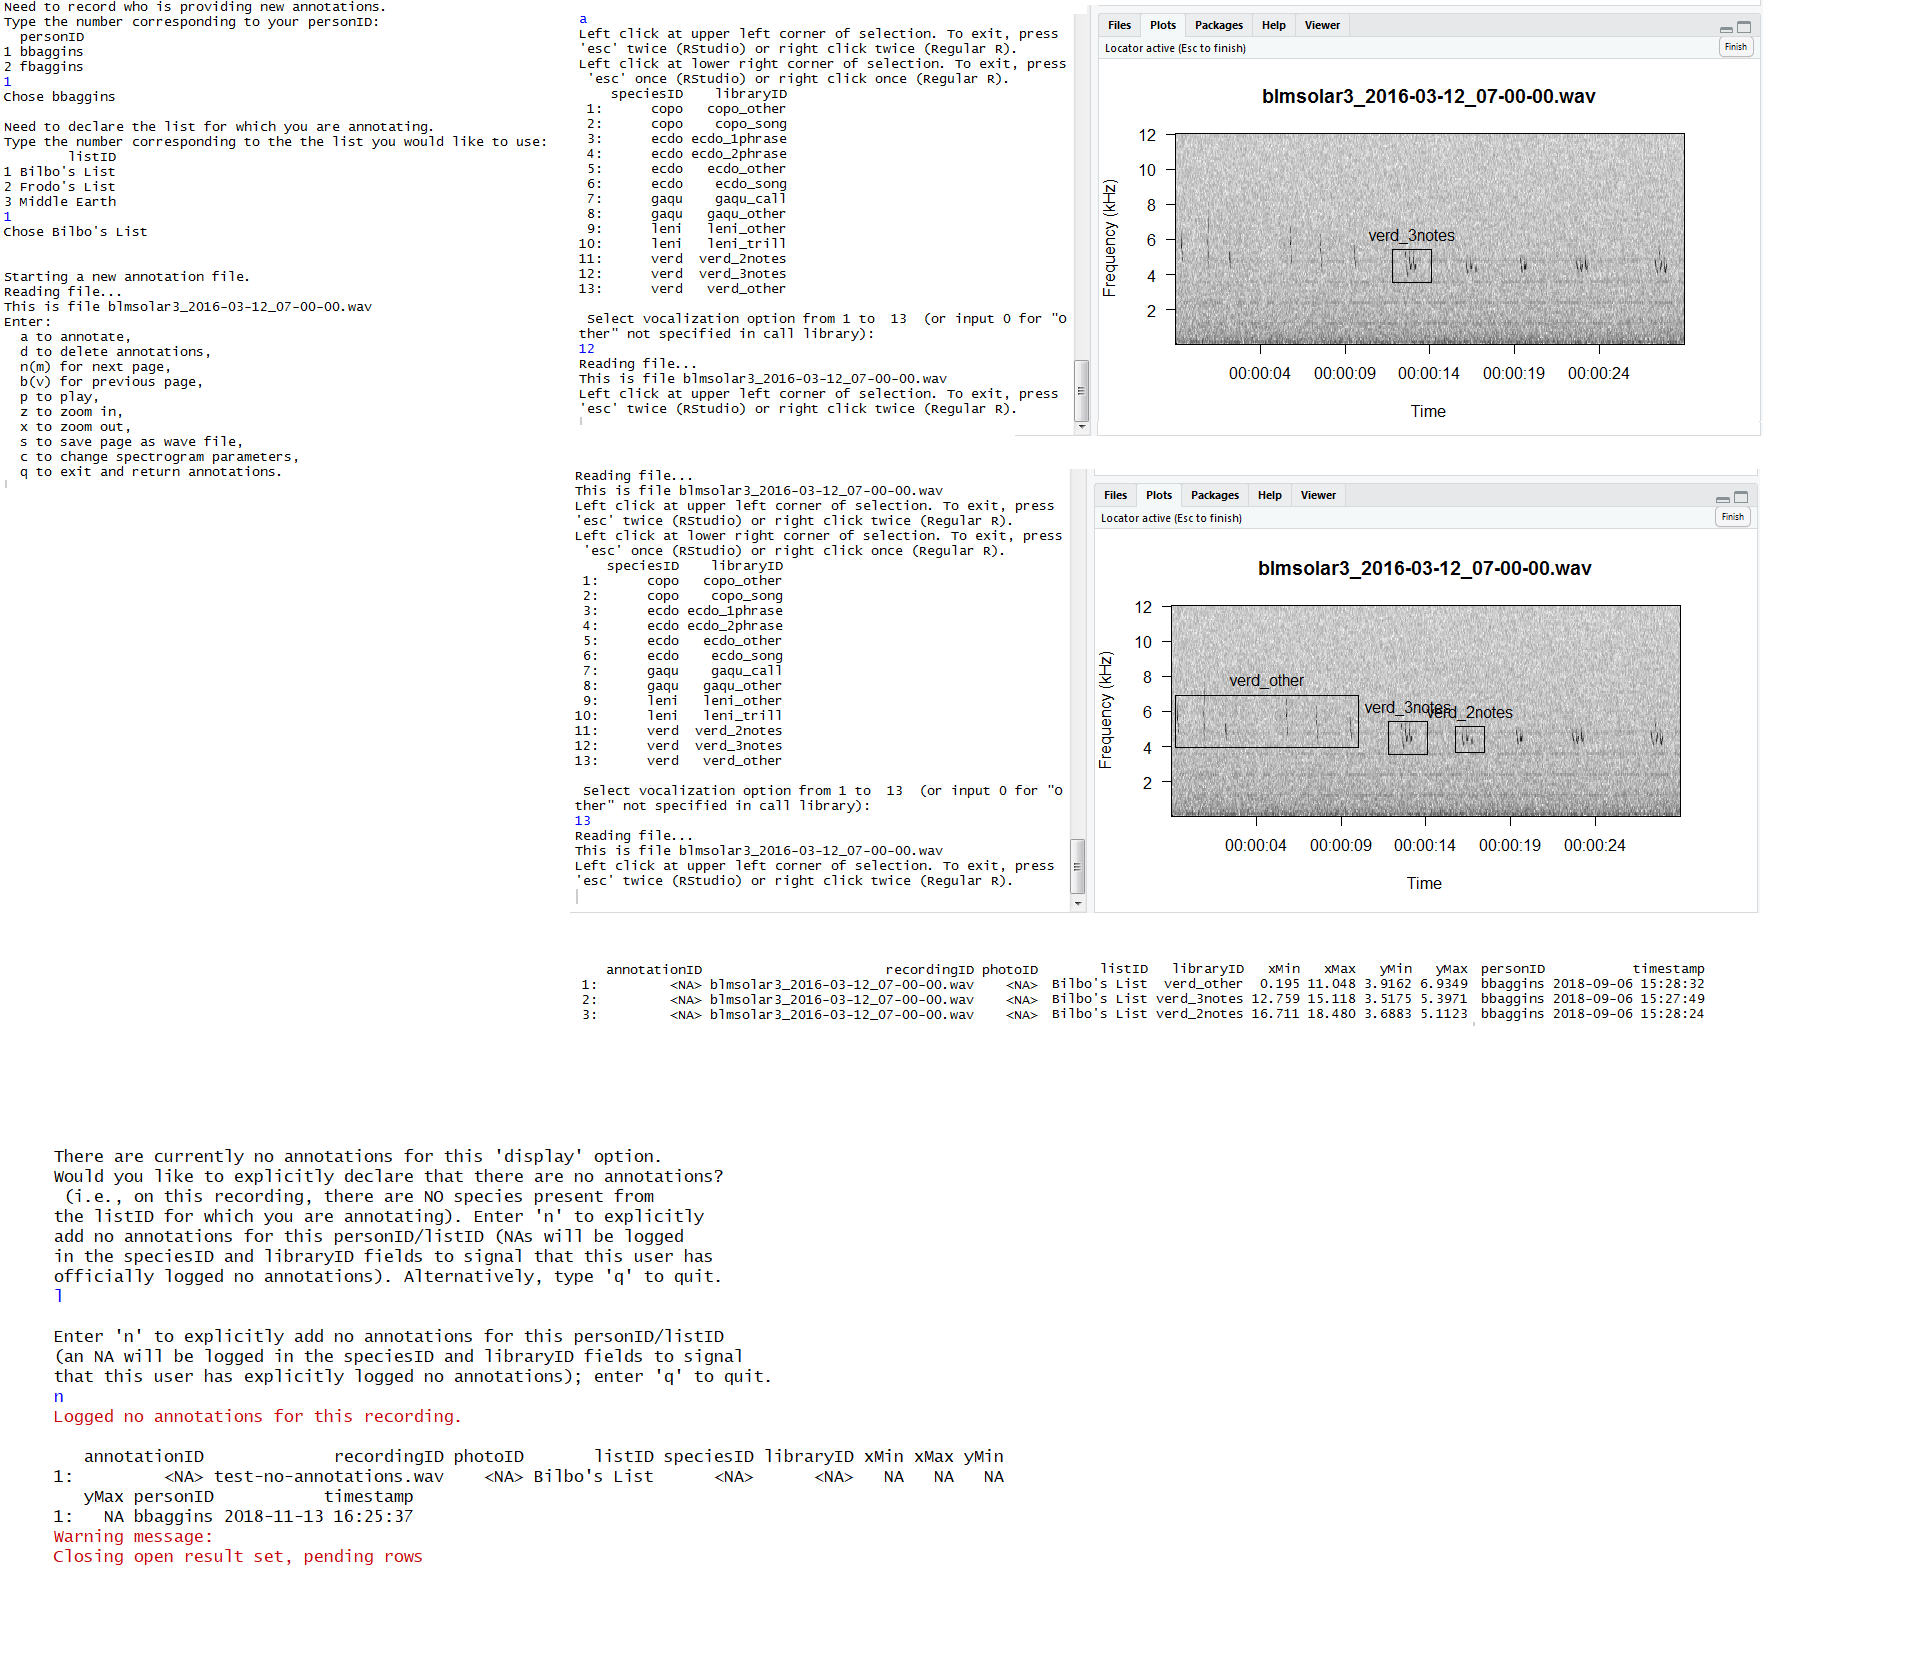 Need to record who is providing new annotations.
Type the number corresponding to your personID:
  personID
1 bbaggins
2 fbaggins
1
Chose bbaggins
Need to declare the list for which you are annotating.
Type the number corresponding to the the list you would like to use:
        listID
1 Bilbo's List
2 Frodo's List
3 Middle Earth
1
Chose Bilbo's List
Starting a new annotation file.
Reading file...
This is file blmsolar3_2016-03-12_07-00-00.wav
Enter:
  a to annotate,
  d to delete annotations,
  n(m) for next page,
  b(v) for previous page,
  p to play,
  z to zoom in,
  x to zoom out,
  s to save page as wave file,
  c to change spectrogram parameters,
  q to exit and return annotations.
a
Left click at upper left corner of selection. To exit, press
'esc' twice (RStudio) or right click twice (Regular R).
Left click at lower right corner of selection. To exit, press
 'esc' once (RStudio) or right click once (Regular R).
    speciesID    libraryID
 1:      copo   copo_other
 2:      copo    copo_song
 3:      ecdo ecdo_1phrase
 4:      ecdo ecdo_2phrase
 5:      ecdo   ecdo_other
 6:      ecdo    ecdo_song
 7:      gaqu    gaqu_call
 8:      gaqu   gaqu_other
 9:      leni   leni_other
10:      leni   leni_trill
11:      verd  verd_2notes
12:      verd  verd_3notes
13:      verd   verd_other
 Select vocalization option from 1 to  13  (or input 0 for "O
ther" not specified in call library):
12
Reading file...
This is file blmsolar3_2016-03-12_07-00-00.wav
Left click at upper left corner of selection. To exit, press
'esc' twice (RStudio) or right click twice (Regular R).
Files Plots Packages Help Viewer
Locator active (Esc to finish) Finish
blmsolar3_2016-03-12_07-00-00.wav
12
10
8
6
4
2
Frequency (kHz)
verd_3notes
00:00:04 00:00:09 00:00:14 00:00:19 00:00:24
Time
Reading file...
This is file blmsolar3_2016-03-12_07-00-00.wav
Left click at upper left corner of selection. To exit, press
'esc' twice (RStudio) or right click twice (Regular R).
Left click at lower right corner of selection. To exit, press
 'esc' once (RStudio) or right click once (Regular R).
    speciesID    libraryID
 1:      copo   copo_other
 2:      copo    copo_song
 3:      ecdo ecdo_1phrase
 4:      ecdo ecdo_2phrase
 5:      ecdo   ecdo_other
 6:      ecdo    ecdo_song
 7:      gaqu    gaqu_call
 8:      gaqu   gaqu_other
 9:      leni   leni_other
10:      leni   leni_trill
11:      verd  verd_2notes
12:      verd  verd_3notes
13:      verd   verd_other
 Select vocalization option from 1 to  13  (or input 0 for "O
ther" not specified in call library):
13
Reading file...
This is file blmsolar3_2016-03-12_07-00-00.wav
Left click at upper left corner of selection. To exit, press
'esc' twice (RStudio) or right click twice (Regular R).
Files Plots Packages Help Viewer
Locator active (Esc to finish) Finish
blmsolar3_2016-03-12_07-00-00.wav
12
10
8
6
4
2
Frequency (kHz)
verd_other
verd_3notes
verd_2notes
00:00:04 00:00:09 00:00:14 00:00:19 00:00:24
Time
annotationID recordingID photoID listID libraryID xMin xMax yMin yMax personID timestamp
1: <NA> blmsolar3_2016-03-12_07-00-00.wav <NA> Bilbo's List verd_other 0.195 11.048 3.9162 6.9349 bbaggins 2018-09-06 15:28:32
2: <NA> blmsolar3_2016-03-12_07-00-00.wav <NA> Bilbo's List verd_3notes 12.759 15.118 3.5175 5.3971 bbaggins 2018-09-06 15:27:49
3: <NA> blmsolar3_2016-03-12_07-00-00.wav <NA> Bilbo's List verd_2notes 16.711 18.480 3.6883 5.1123 bbaggins 2018-09-06 15:28:24
There are currently no annotations for this 'display' option.
Would you like to explicitly declare that there are no annotations?
 (i.e., on this recording, there are NO species present from
the listID for which you are annotating). Enter 'n' to explicitly
add no annotations for this personID/listID (NAs will be logged
in the speciesID and libraryID fields to signal that this user has
officially logged no annotations). Alternatively, type 'q' to quit.
l
Enter 'n' to explicitly add no annotations for this personID/listID
(an NA will be logged in the speciesID and libraryID fields to signal
that this user has explicitly logged no annotations); enter 'q' to quit.
n
Logged no annotations for this recording.
annotationID recordingID photoID listID speciesID libraryID xMin xMax yMin
1: <NA> test-no-annotations.wav <NA> Bilbo's List <NA> <NA> NA NA NA
yMax personID timestamp
1: NA bbaggins 2018-11-13 16:25:37
Warning message:
Closing open result set, pending rows